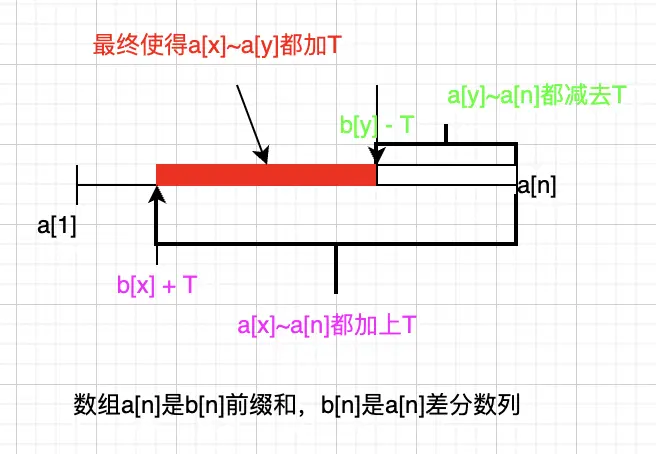 最终使得a[x]~a[y]都加T
a[y]~a[n]都减去T
b[y] - T
a[n]
a[1]
b[x] + T
a[x]~a[n]都加上T
数组a[n]是b[n]前缀和，b[n]是a[n]差分数列